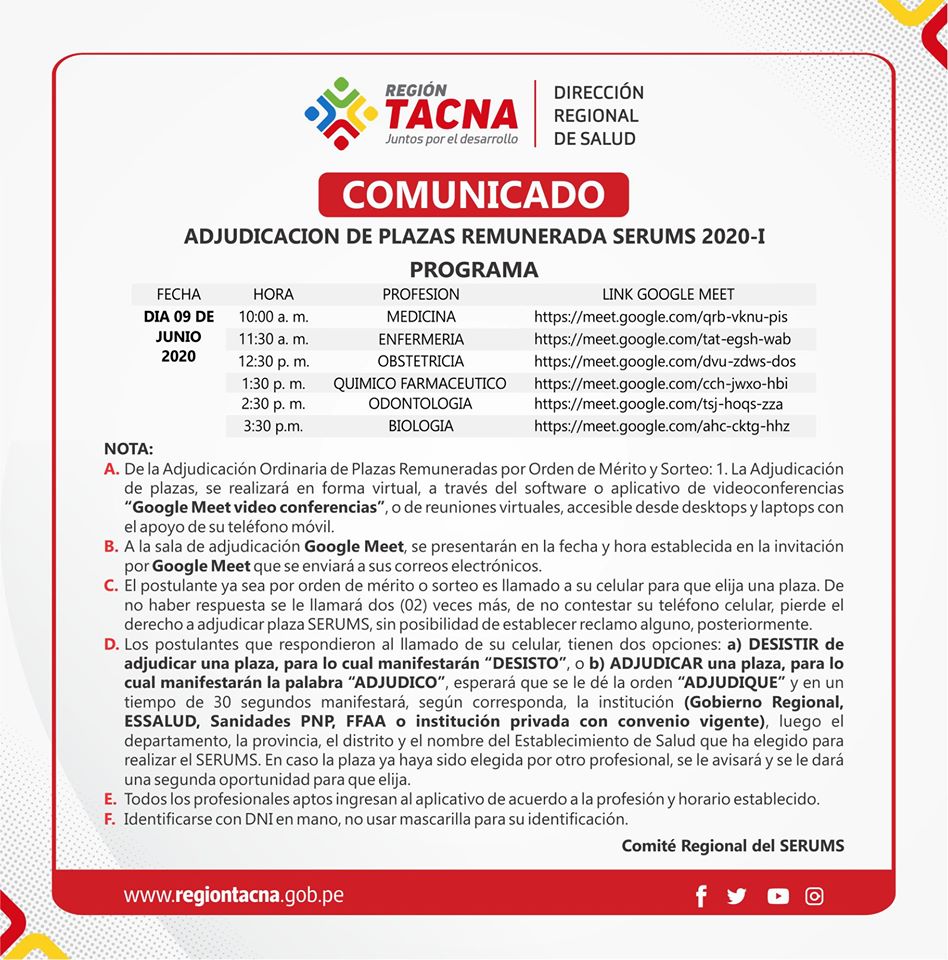 REGIÓN
TACNA
Juntos por el desarrollo
DIRECCIÓN
REGIONAL
DE SALUD
COMUNICADO
ADJUDICACION DE PLAZAS REMUNERADA SERUMS 2020-I
PROGRAMA
FECHA HORA PROFESION LINK GOOGLE MEET
DIA 09 DE JUNIO 2020
10:00 a. m. MEDICINA https://meet.google.com/qrb-vknu-pis
11:30 a. m. ENFERMERIA https://meet.google.com/tat-egsh-wab
12:30 p. m. OBSTETRICIA https://meet.google.com/dvu-zdws-dos
1:30 p. m. QUIMICO FARMACEUTICO https://meet.google.com/cch-jwxo-hbi
2:30 p. m. ODONTOLOGIA https://meet.google.com/tsj-hoqs-zza
3:30 p.m. BIOLOGIA https://meet.google.com/ahc-cktg-hhz
NOTA:
A. De la Adjudicación Ordinaria de Plazas Remuneradas por Orden de Mérito y Sorteo: 1. La Adjudicación
de plazas, se realizará en forma virtual, a través del software o aplicativo de videoconferencias
“Google Meet video conferencias”, o de reuniones virtuales, accesible desde desktops y laptops con
el apoyo de su teléfono móvil.
B. A la sala de adjudicación Google Meet, se presentarán en la fecha y hora establecida en la invitación
por Google Meet que se enviará a sus correos electrónicos.
C. El postulante ya sea por orden de mérito o sorteo es llamado a su celular para que elija una plaza. De
no haber respuesta se le llamará dos (02) veces más, de no contestar su teléfono celular, pierde el
derecho a adjudicar plaza SERUMS, sin posibilidad de establecer reclamo alguno, posteriormente.
D. Los postulantes que respondieron al llamado de su celular, tienen dos opciones: a) DESISTIR de
adjudicar una plaza, para lo cual manifestarán “DESISTO”, o b) ADJUDICAR una plaza, para lo
cual manifestarán la palabra “ADJUDICO”, esperará que se le dé la orden “ADJUDIQUE” y en un
tiempo de 30 segundos manifestará, según corresponda, la institución (Gobierno Regional,
ESSALUD, Sanidades PNP, FFAA o institución privada con convenio vigente), luego el
departamento, la provincia, el distrito y el nombre del Establecimiento de Salud que ha elegido para
realizar el SERUMS. En caso la plaza ya haya sido elegida por otro profesional, se le avisará y se le dará
una segunda oportunidad para que elija.
E. Todos los profesionales aptos ingresan al aplicativo de acuerdo a la profesión y horario establecido.
F. Identificarse con DNI en mano, no usar mascarilla para su identificación.
Comité Regional del SERUMS
www.regiontacna.gob.pe